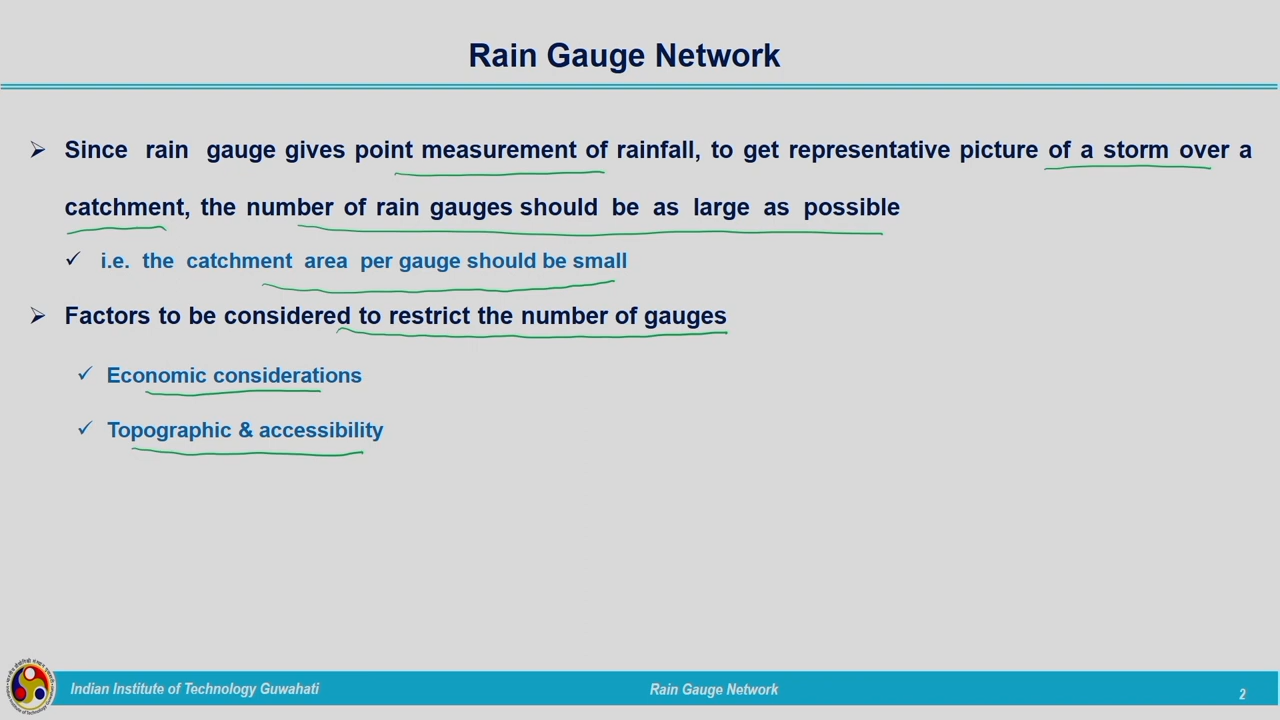 Rain Gauge Network
➢ Since rain gauge gives point measurement of rainfall, to get representative picture of a storm over a
catchment, the number of rain gauges should be as large as possible
✓ i.e. the catchment area per gauge should be small
➢ Factors to be considered to restrict the number of gauges
✓ Economic considerations
✓ Topographic & accessibility
Indian Institute of Technology Guwahati
Rain Gauge Network
2